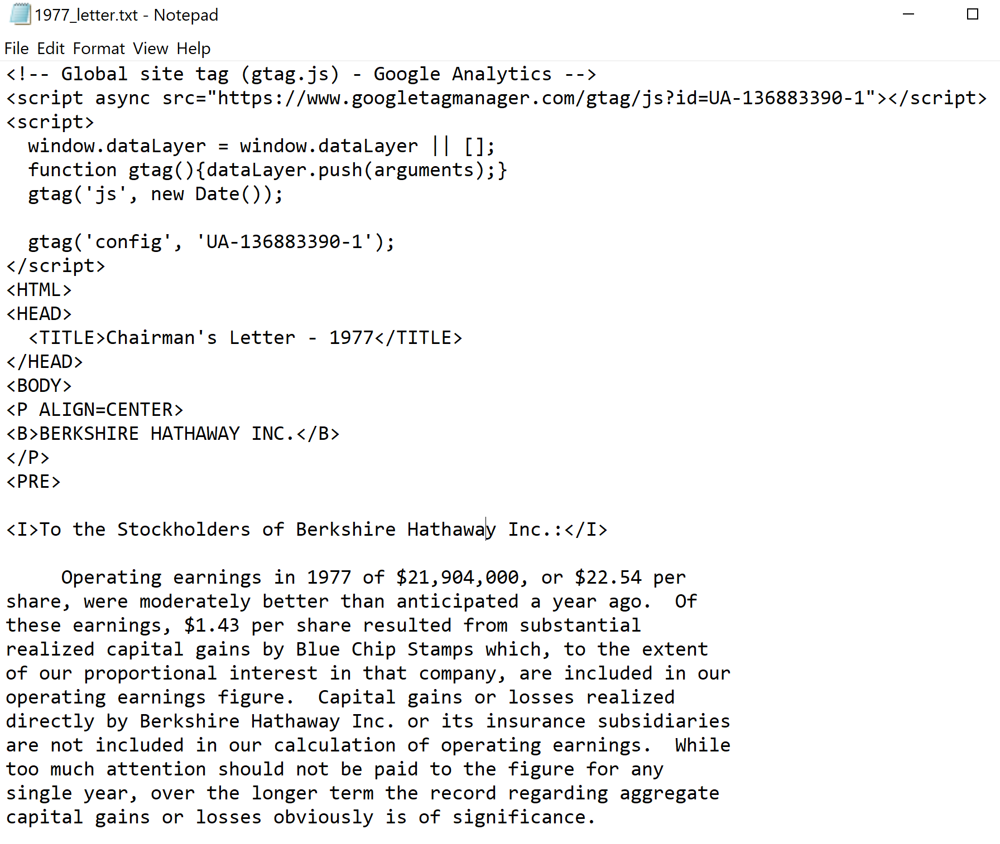 1977_letter.txt - Notepad
File Edit Format View Help
<!-- Global site tag (gtag.js) - Google Analytics -->
<script async src="https://www.googletagmanager.com/gtag/js?id=UA-136883390-1"></script>
<script>
  window.dataLayer = window.dataLayer || [];
  function gtag(){dataLayer.push(arguments);}
  gtag('js', new Date());

  gtag('config', 'UA-136883390-1');
</script>
<HTML>
<HEAD>
  <TITLE>Chairman's Letter - 1977</TITLE>
</HEAD>
<BODY>
<P ALIGN=CENTER>
<B>BERKSHIRE HATHAWAY INC.</B>
</P>
<PRE>

<I>To the Stockholders of Berkshire Hathaway Inc.:</I>

     Operating earnings in 1977 of $21,904,000, or $22.54 per
share, were moderately better than anticipated a year ago.  Of
these earnings, $1.43 per share resulted from substantial
realized capital gains by Blue Chip Stamps which, to the extent
of our proportional interest in that company, are included in our
operating earnings figure.  Capital gains or losses realized
directly by Berkshire Hathaway Inc. or its insurance subsidiaries
are not included in our calculation of operating earnings.  While
too much attention should not be paid to the figure for any
single year, over the longer term the record regarding aggregate
capital gains or losses obviously is of significance.